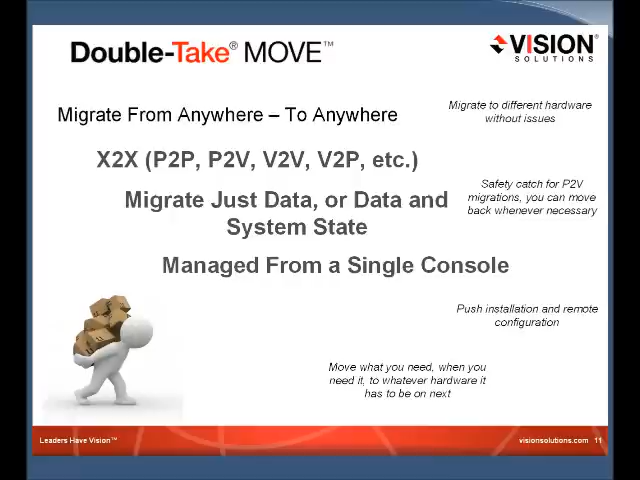 Double-Take® MOVE™
VISION®
SOLUTIONS
Migrate From Anywhere – To Anywhere
Migrate to different hardware
without issues
X2X (P2P, P2V, V2V, V2P, etc.)
Migrate Just Data, or Data and
System State
Safety catch for P2V
migrations, you can move
back whenever necessary
Managed From a Single Console
Push installation and remote
configuration
Move what you need, when you
need it, to whatever hardware it
has to be on next
Leaders Have Vision™
visionsolutions.com 11